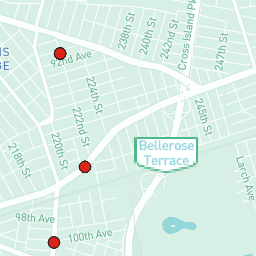 238th St
240th St
242nd St
Cross Island Pk
247th St
92nd Ave
224th St
222nd St
220th St
218th St
245th St
Bellerose
Terrace
Larch Ave
98th Ave
100th Ave